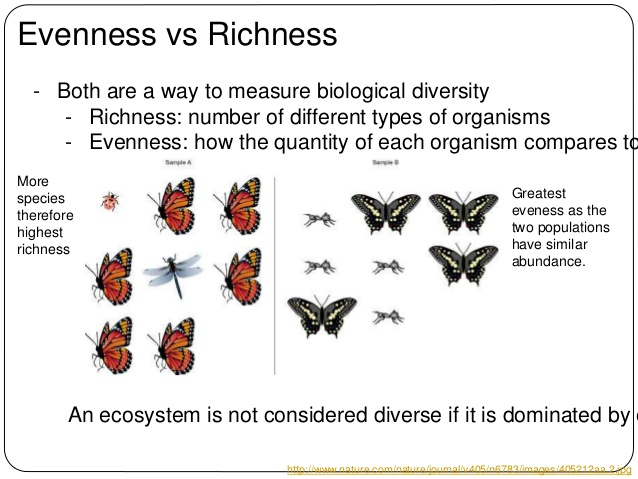 Evenness vs Richness
- Both are a way to measure biological diversity
- Richness: number of different types of organisms
- Evenness: how the quantity of each organism compares to
Sample A
Sample B
More
species
therefore
highest
richness
Greatest
eveness as the
two populations
have similar
abundance.
An ecosystem is not considered diverse if it is dominated by
http://www.nature.com/nature/journal/v405/n6783/images/405212aa.2.jpg